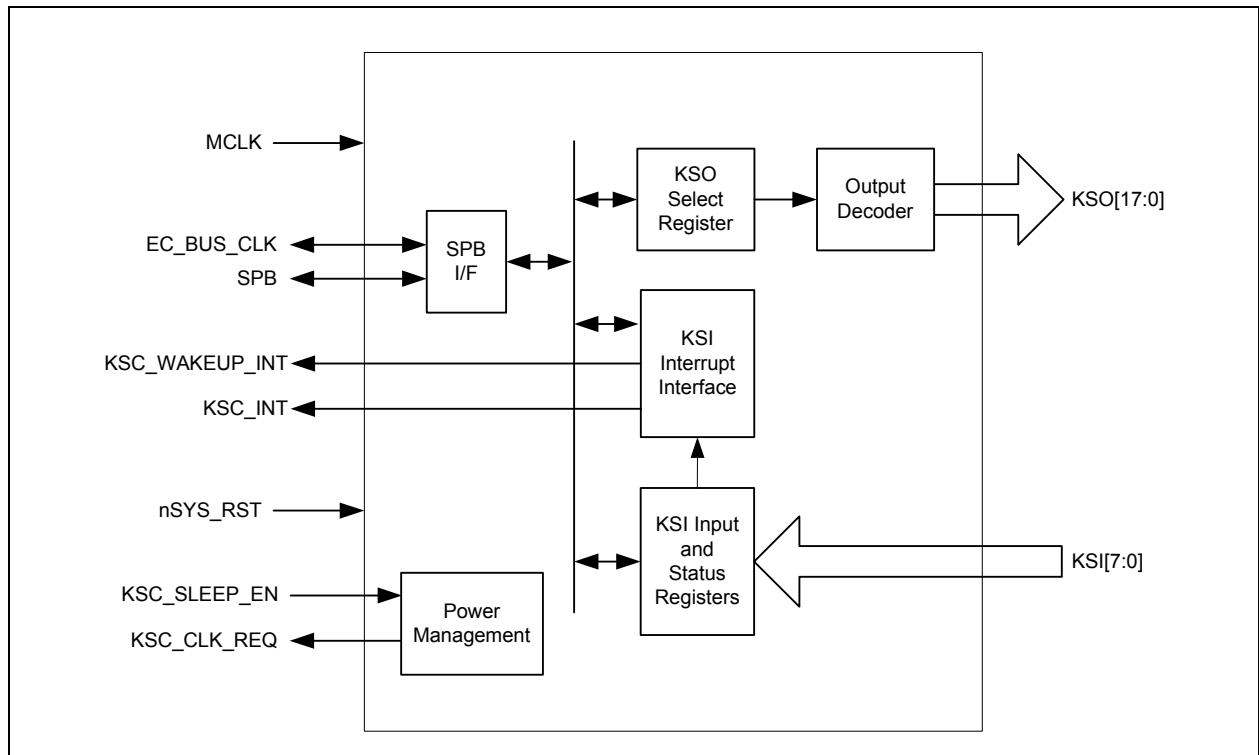 MCLK
EC_BUS_CLK
SPB
KSC_WAKEUP_INT
KSC_INT
nSYS_RST
KSC_SLEEP_EN
KSC_CLK_REQ
SPB
I/F
Power
Management
KSO
Select
Register
Output
Decoder
KSI
Interrupt
Interface
KSI Input
and
Status
Registers
KSO[17:0]
KSI[7:0]